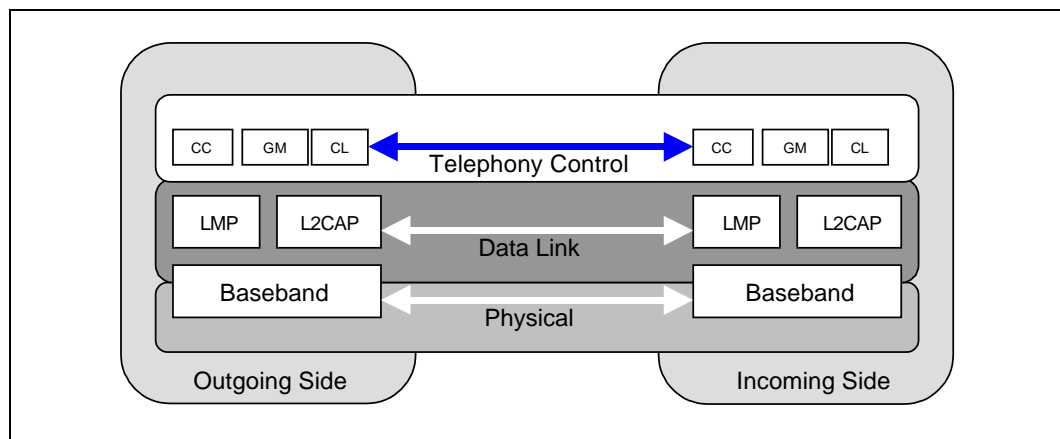 CC GM CL CC GM CL
Telephony Control
LMP L2CAP LMP L2CAP
Data Link
Baseband Baseband
Physical
Outgoing Side Incoming Side